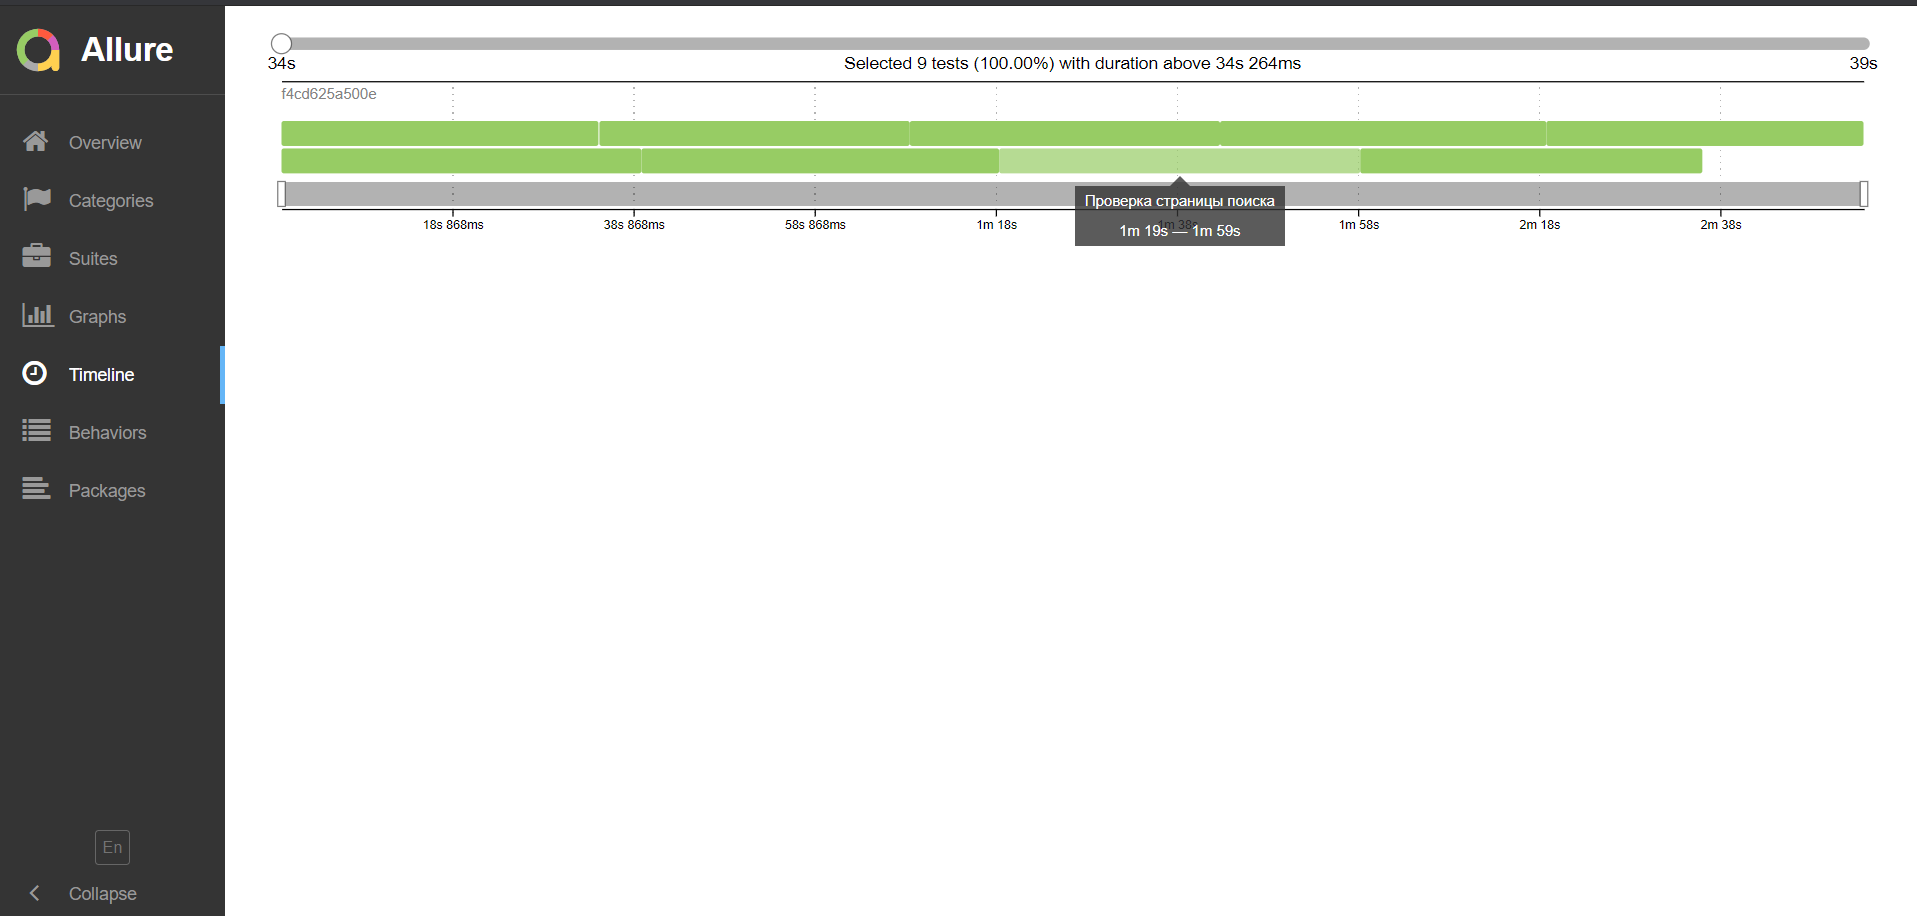 Allure
Overview
Categories
Suites
Graphs
Timeline
Behaviors
Packages
En
Collapse
34s
Selected 9 tests (100.00%) with duration above 34s 264ms
39s
f4cd625a500e
Проверка страницы поиска
1m 19s — 1m 59s
18s 868ms
38s 868ms
58s 868ms
1m 18s
1m 38s
1m 58s
2m 18s
2m 38s